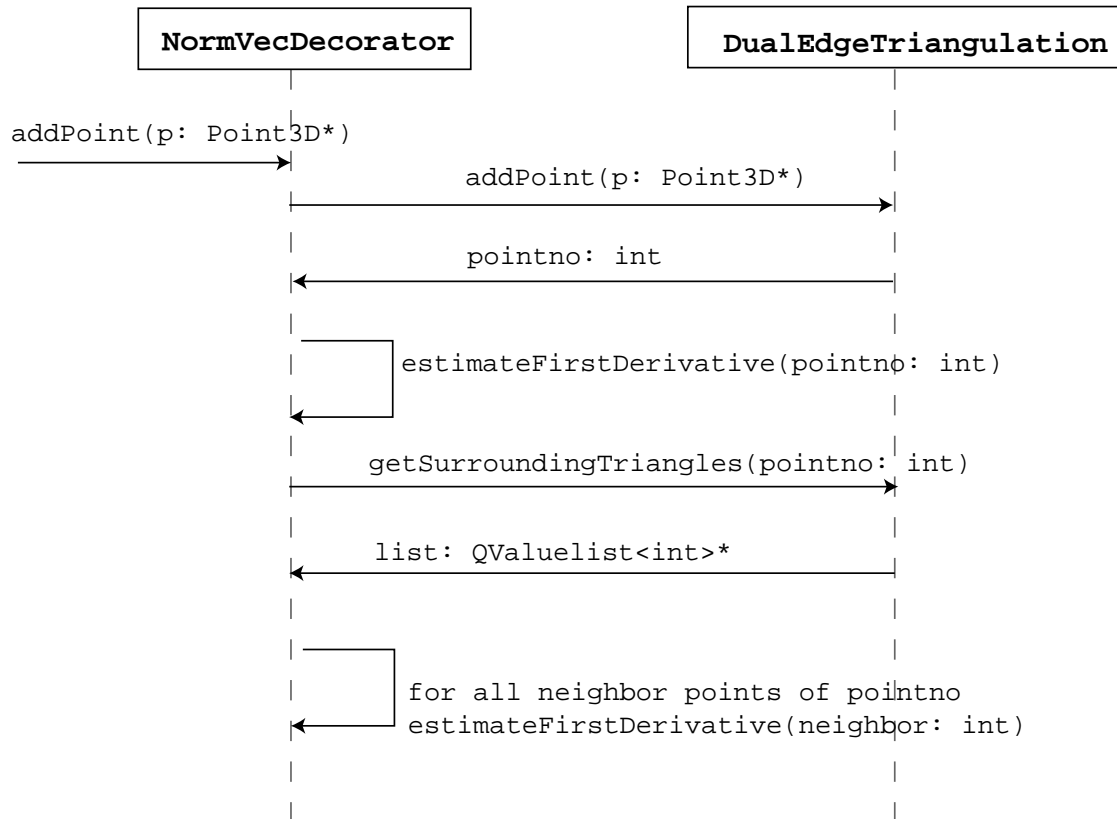 NormVecDecorator
DualEdgeTriangulation
addPoint(p: Point3D*)
addPoint(p: Point3D*)
pointno: int
estimateFirstDerivative(pointno: int)
getSurroundingTriangles(pointno: int)
list: QValuelist<int>*
for all neighbor points of pointno
estimateFirstDerivative(neighbor: int)